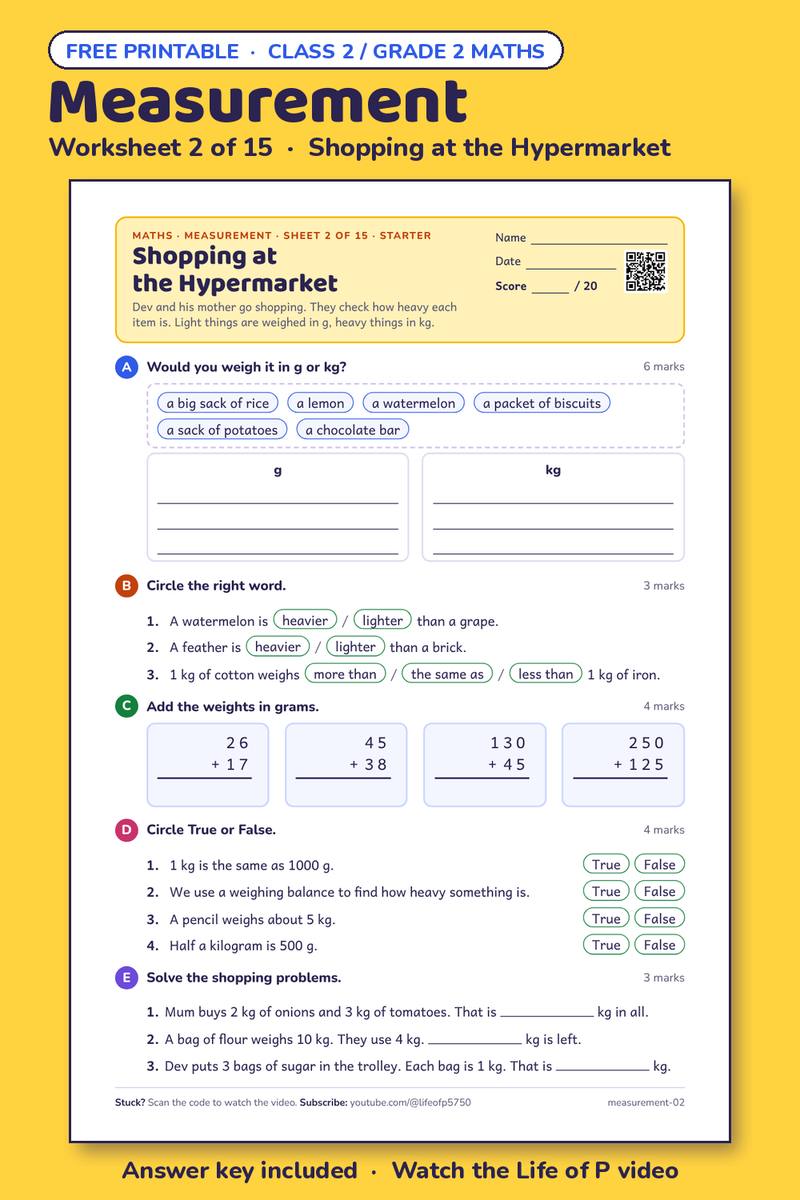 FREE PRINTABLE · CLASS 2 / GRADE 2 MATHS
Measurement
Worksheet 2 of 15 · Shopping at the Hypermarket
MATHS · MEASUREMENT · SHEET 2 OF 15 · STARTER
Shopping at
the Hypermarket
Dev and his mother go shopping. They check how heavy each
item is. Light things are weighed in g, heavy things in kg.
Name ____
Date ____
Score ____ / 20
A Would you weigh it in g or kg? 6 marks
a big sack of rice a lemon a watermelon a packet of biscuits
a sack of potatoes a chocolate bar
g kg
B Circle the right word. 3 marks
1. A watermelon is heavier / lighter than a grape.
2. A feather is heavier / lighter than a brick.
3. 1 kg of cotton weighs more than / the same as / less than 1 kg of iron.
C Add the weights in grams. 4 marks
26 45 130 250
+ 17 + 38 + 45 + 125
D Circle True or False. 4 marks
1. 1 kg is the same as 1000 g. True False
2. We use a weighing balance to find how heavy something is. True False
3. A pencil weighs about 5 kg. True False
4. Half a kilogram is 500 g. True False
E Solve the shopping problems. 3 marks
1. Mum buys 2 kg of onions and 3 kg of tomatoes. That is ____ kg in all.
2. A bag of flour weighs 10 kg. They use 4 kg. ____ kg is left.
3. Dev puts 3 bags of sugar in the trolley. Each bag is 1 kg. That is ____ kg.
Stuck? Scan the code to watch the video. Subscribe: youtube.com/@lifeofp5750 measurement-02
Answer key included · Watch the Life of P video